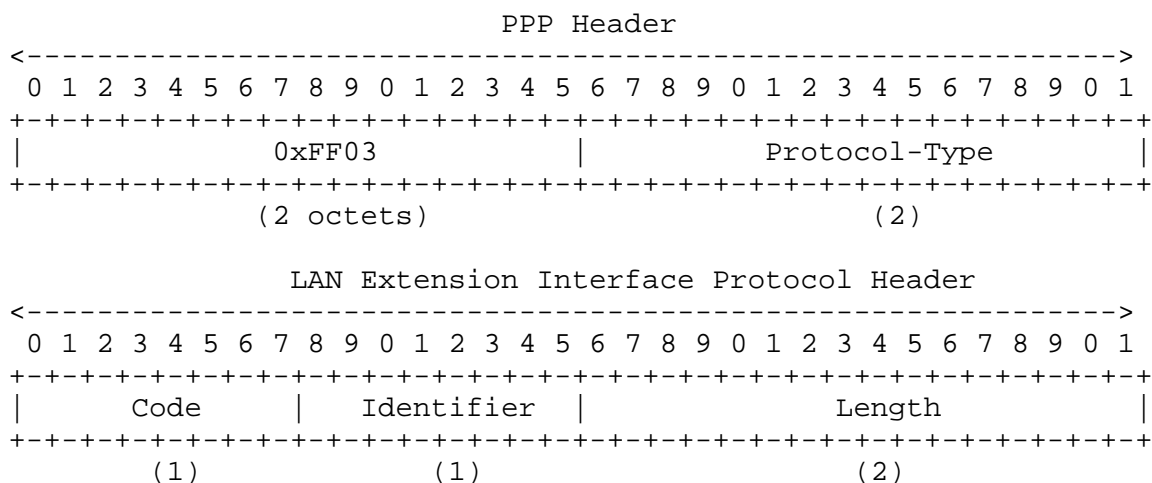 PPP Header
<--------------------------------------------------------------->
 0 1 2 3 4 5 6 7 8 9 0 1 2 3 4 5 6 7 8 9 0 1 2 3 4 5 6 7 8 9 0 1
+-+-+-+-+-+-+-+-+-+-+-+-+-+-+-+-+-+-+-+-+-+-+-+-+-+-+-+-+-+-+-+-+
|              0xFF03           |          Protocol-Type        |
+-+-+-+-+-+-+-+-+-+-+-+-+-+-+-+-+-+-+-+-+-+-+-+-+-+-+-+-+-+-+-+-+
              (2 octets)                         (2)
                LAN Extension Interface Protocol Header
<--------------------------------------------------------------->
 0 1 2 3 4 5 6 7 8 9 0 1 2 3 4 5 6 7 8 9 0 1 2 3 4 5 6 7 8 9 0 1
+-+-+-+-+-+-+-+-+-+-+-+-+-+-+-+-+-+-+-+-+-+-+-+-+-+-+-+-+-+-+-+-+
|      Code     |   Identifier  |              Length           |
+-+-+-+-+-+-+-+-+-+-+-+-+-+-+-+-+-+-+-+-+-+-+-+-+-+-+-+-+-+-+-+-+
        (1)             (1)                     (2)